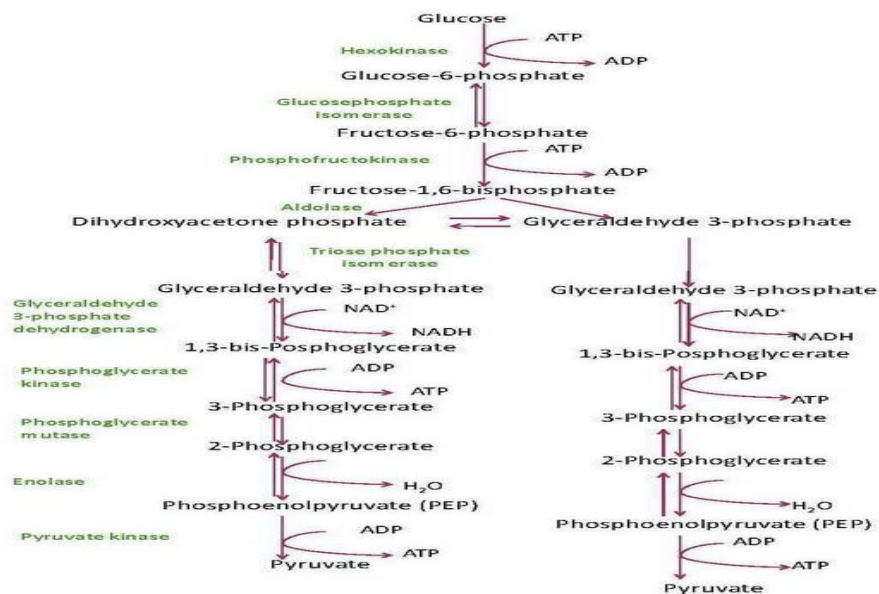 Glucose
ATP
Hexokinase
ADP
Glucose-6-phosphate
Glucosephosphate
isomerase
Fructose-6-phosphate
ATP
Phosphofructokinase
ADP
Fructose-1,6-bisphosphate
Aldolase
Dihydroxyacetone phosphate
Glyceraldehyde 3-phosphate
Triose phosphate
isomerase
Glyceraldehyde 3-phosphate
Glyceraldehyde
3-phosphate
dehydrogenase
NAD⁺
NADH
1,3-bis-Posphoglycerate
Phosphoglycerate
kinase
ADP
ATP
3-Phosphoglycerate
Phosphoglycerate
mutase
2-Phosphoglycerate
Enolase
H₂O
Phosphoenolpyruvate (PEP)
Pyruvate kinase
ADP
ATP
Pyruvate
Glyceraldehyde 3-phosphate
NAD⁺
NADH
1,3-bis-Posphoglycerate
ADP
ATP
3-Phosphoglycerate
2-Phosphoglycerate
H₂O
Phosphoenolpyruvate (PEP)
ADP
ATP
Pyruvate